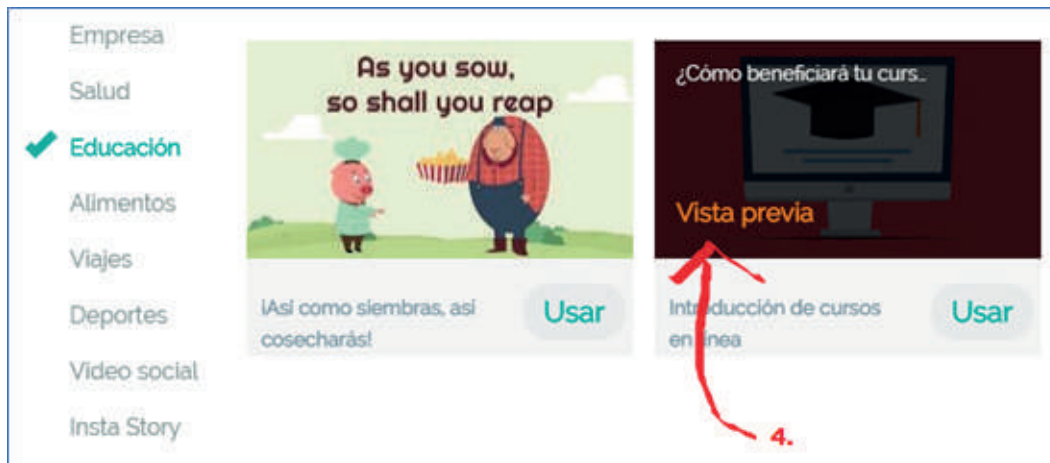 Empresa
Salud
Educación
Alimentos
Viajes
Deportes
Video social
Insta Story
As you sow,
so shall you reap
¡Así como siembras, así
cosecharás!
Usar
¿Cómo beneficiará tu curs...
Vista previa
Introducción de cursos
en línea
Usar
4.